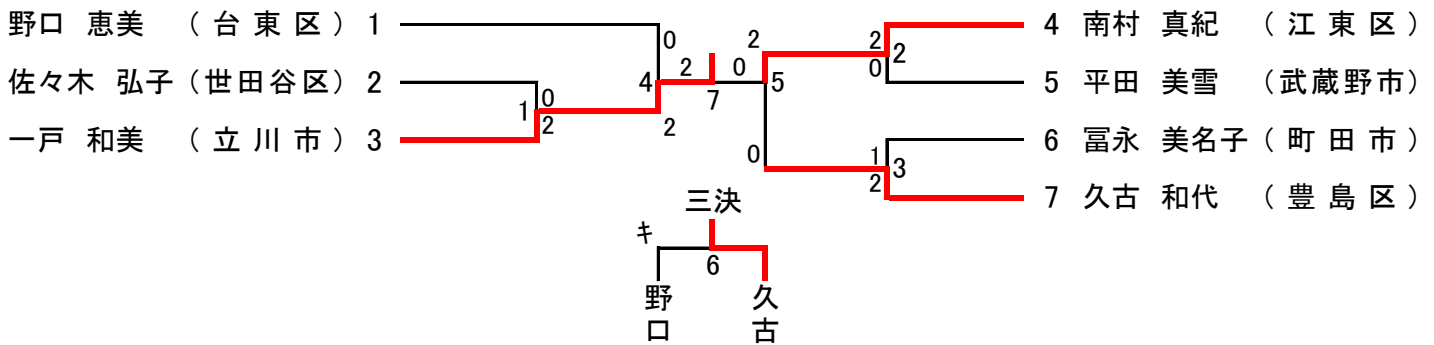 野口 恵美 (台東区) 1
佐々木 弘子(世田谷区) 2
一戸 和美 (立川市) 3
1
0
2
4
0
2
2
7
0
2
5
0
2
2
0
1
3
2
4 南村 真紀 (江東区)
5 平田 美雪 (武蔵野市)
6 冨永 美名子(町田市)
7 久古 和代 (豊島区)
三決
キ
6
野口
久古